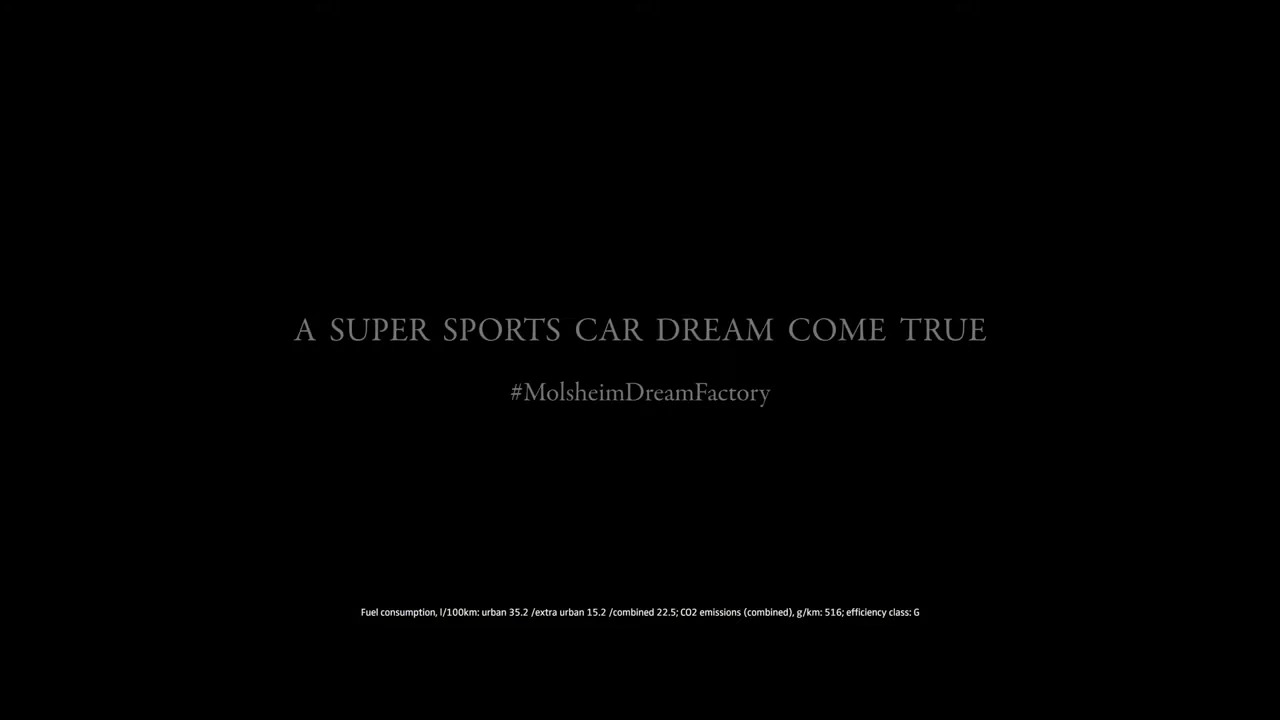 A SUPER SPORTS CAR DREAM COME TRUE
#MolsheimDreamFactory
Fuel consumption, l/100km: urban 35.2 /extra urban 15.2 /combined 22.5; CO2 emissions (combined), g/km: 516; efficiency class: G